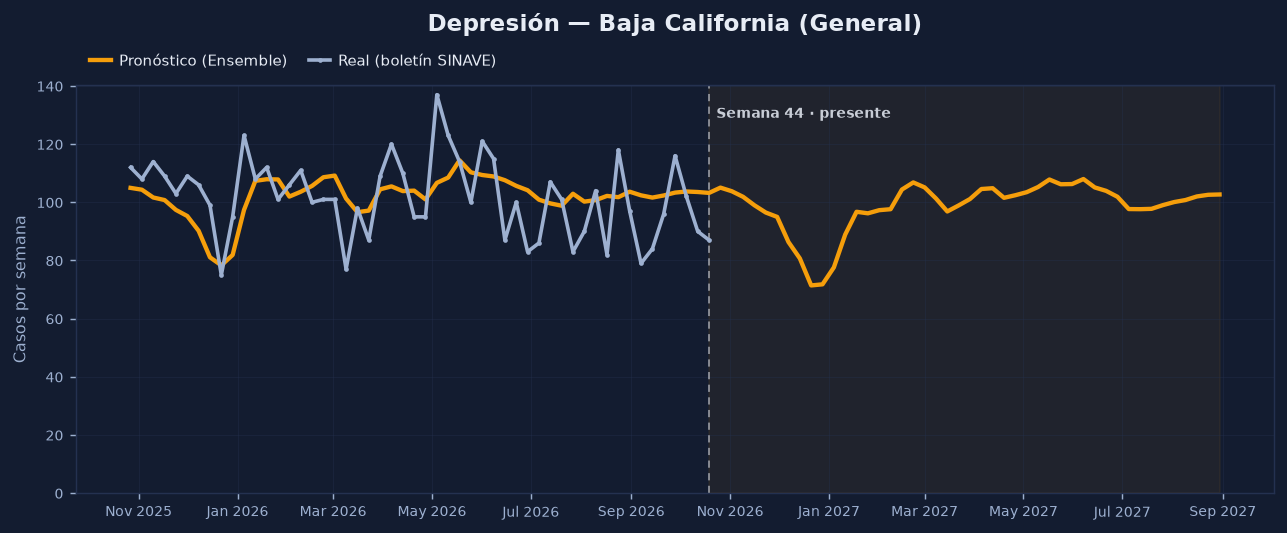 Depresión — Baja California (General)
Pronóstico (Ensemble)
Real (boletín SINAVE)
Casos por semana
140
120
100
80
60
40
20
0
Semana 44 · presente
Nov 2025
Jan 2026
Mar 2026
May 2026
Jul 2026
Sep 2026
Nov 2026
Jan 2027
Mar 2027
May 2027
Jul 2027
Sep 2027